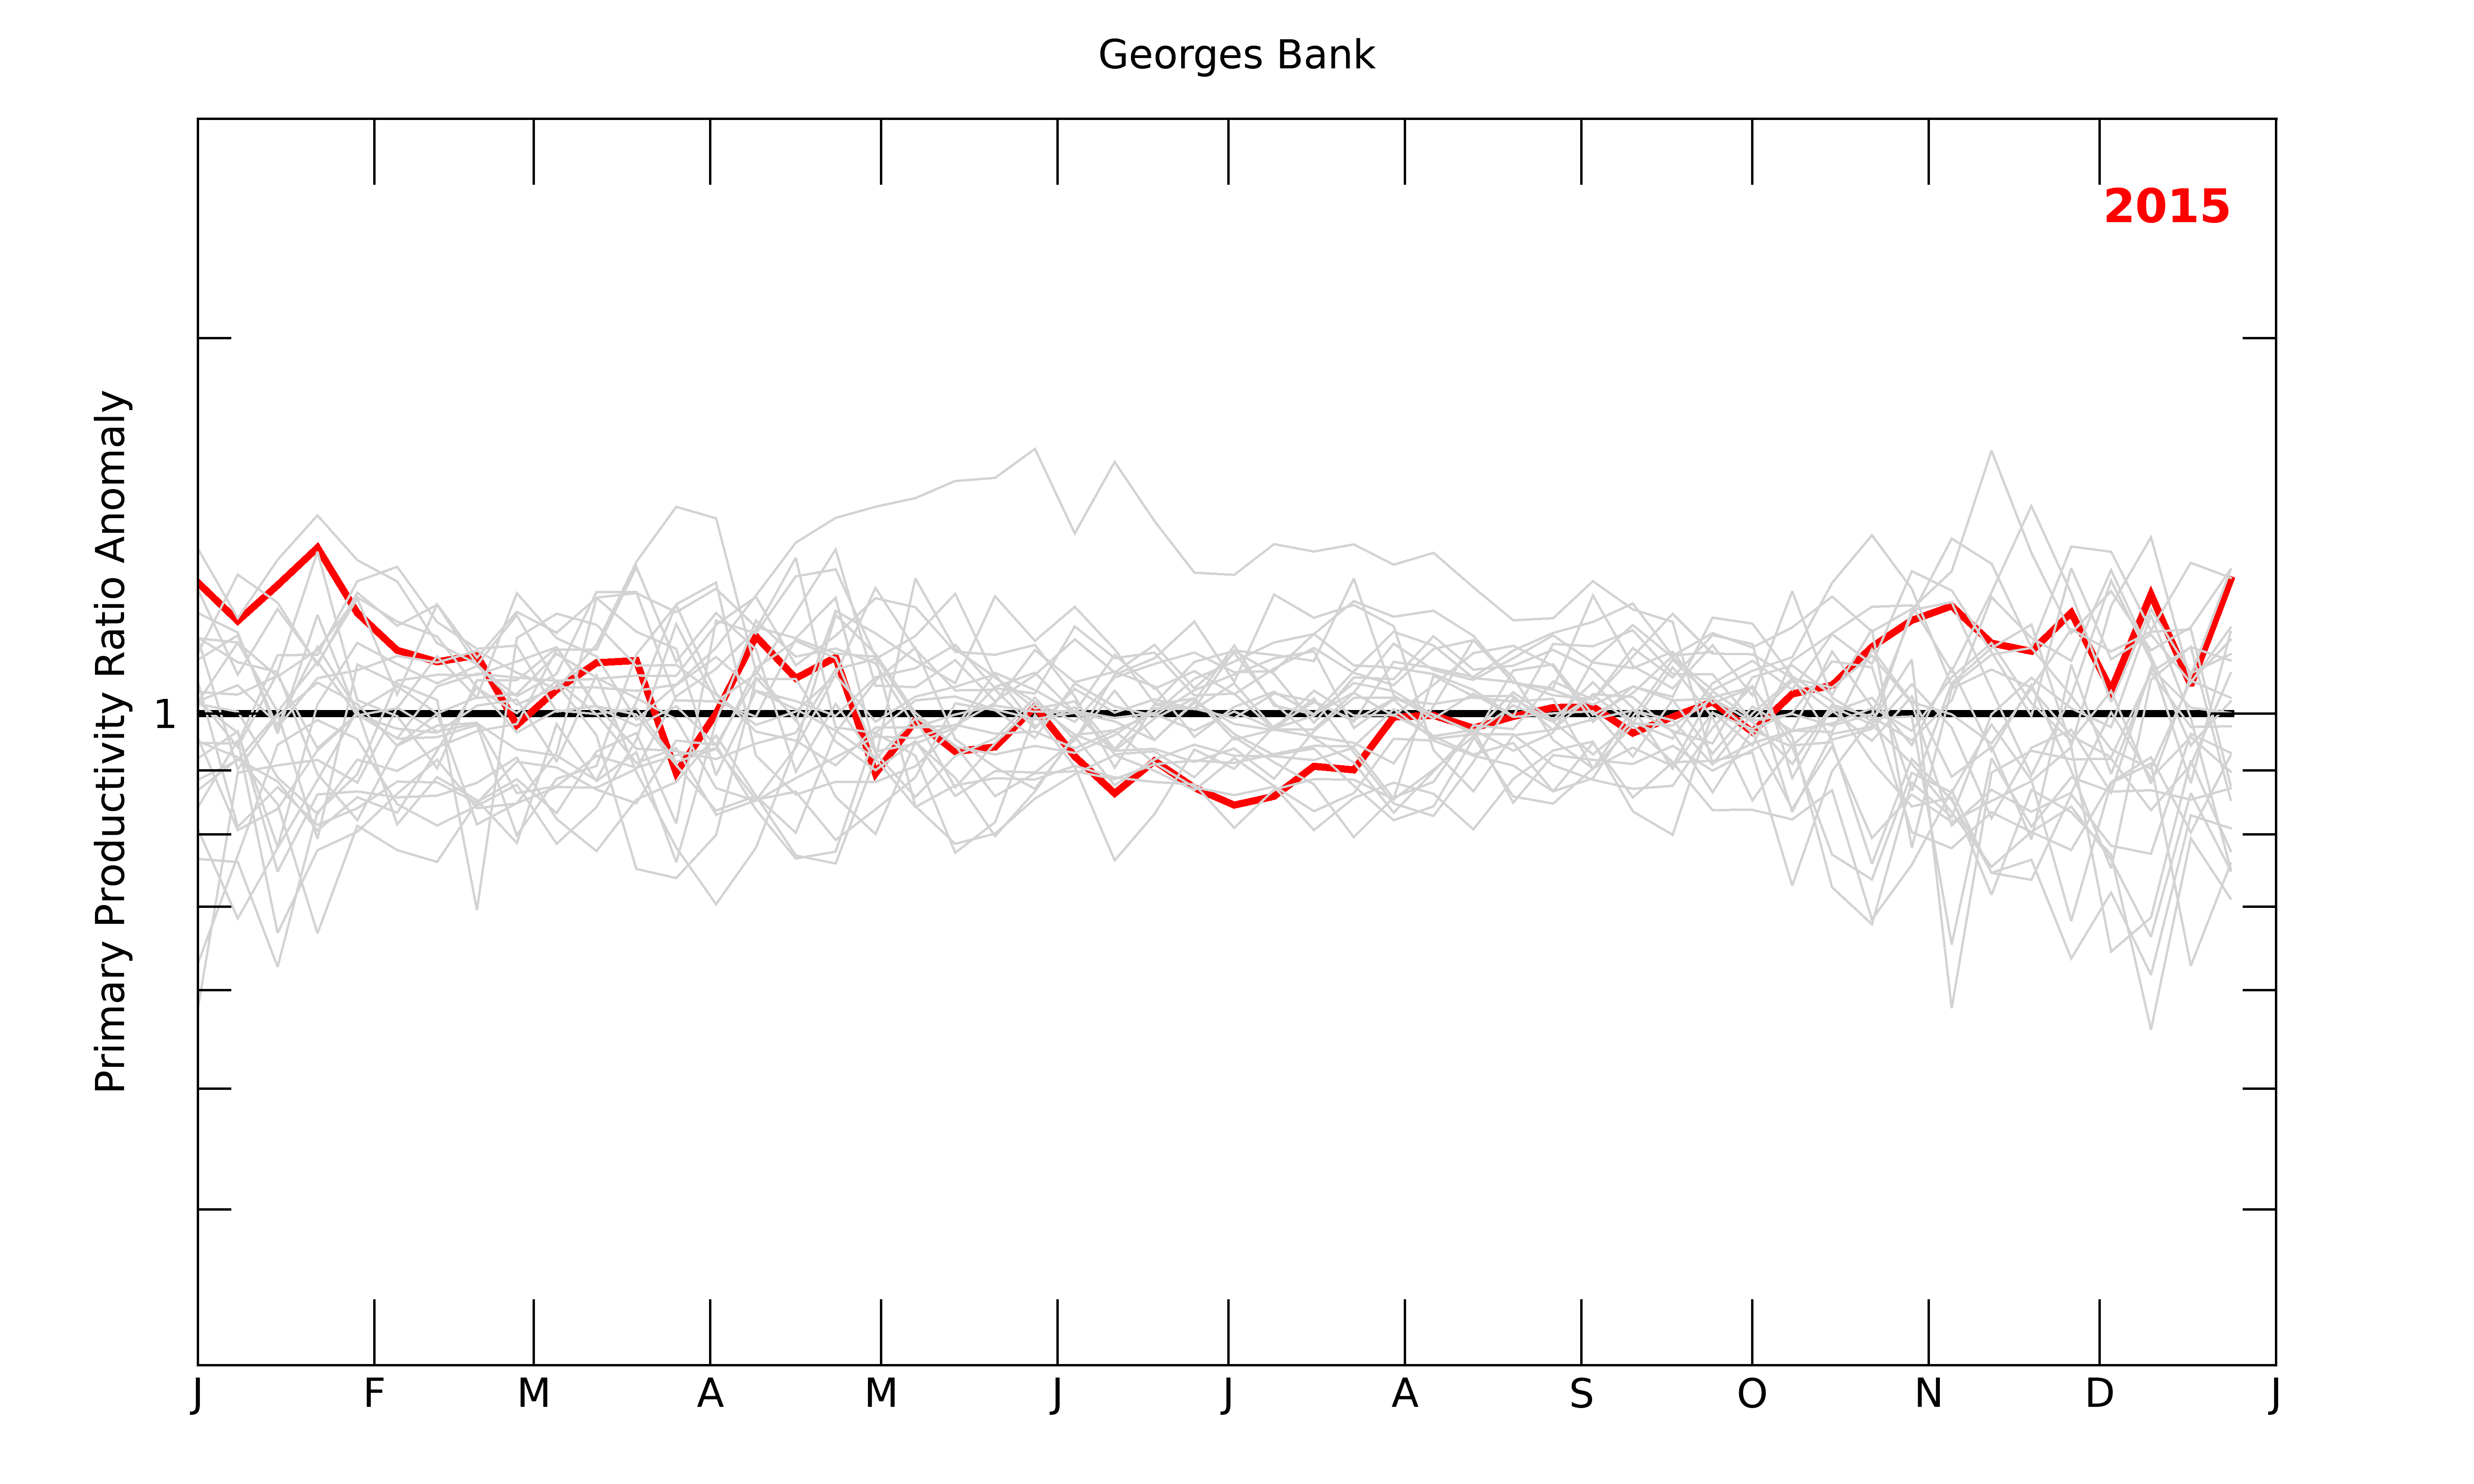 Georges Bank
2015
Primary Productivity Ratio Anomaly
1
J F M A M J J A S O N D J